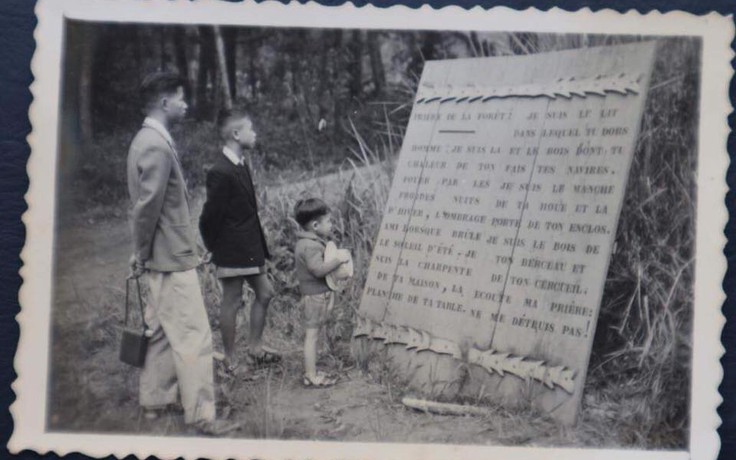 PRIÈRE DE LA FORÊT!
HOMME! JE SUIS LA
CHALEUR DE TON
FOYER PAR LES
FROIDES NUITS
D'HIVER, L'OMBRAGE
AMI LORSQUE BRULE
LE SOLEIL D'ÉTÉ. JE
SUIS LA CHARPENTE
DE TA MAISON, LA
PLANCHE DE TA TABLE.
JE SUIS LE LIT
DANS LEQUEL TU DORS
ET LE BOIS DONT TU
FAIS TES NAVIRES.
JE SUIS LE MANCHE
DE TA HOUE ET LA
PORTE DE TON ENCLOS.
JE SUIS LE BOIS DE
TON BERCEAU ET
DE TON CERCUEIL.
ECOUTE MA PRIÈRE:
NE ME DÉTRUIS PAS!